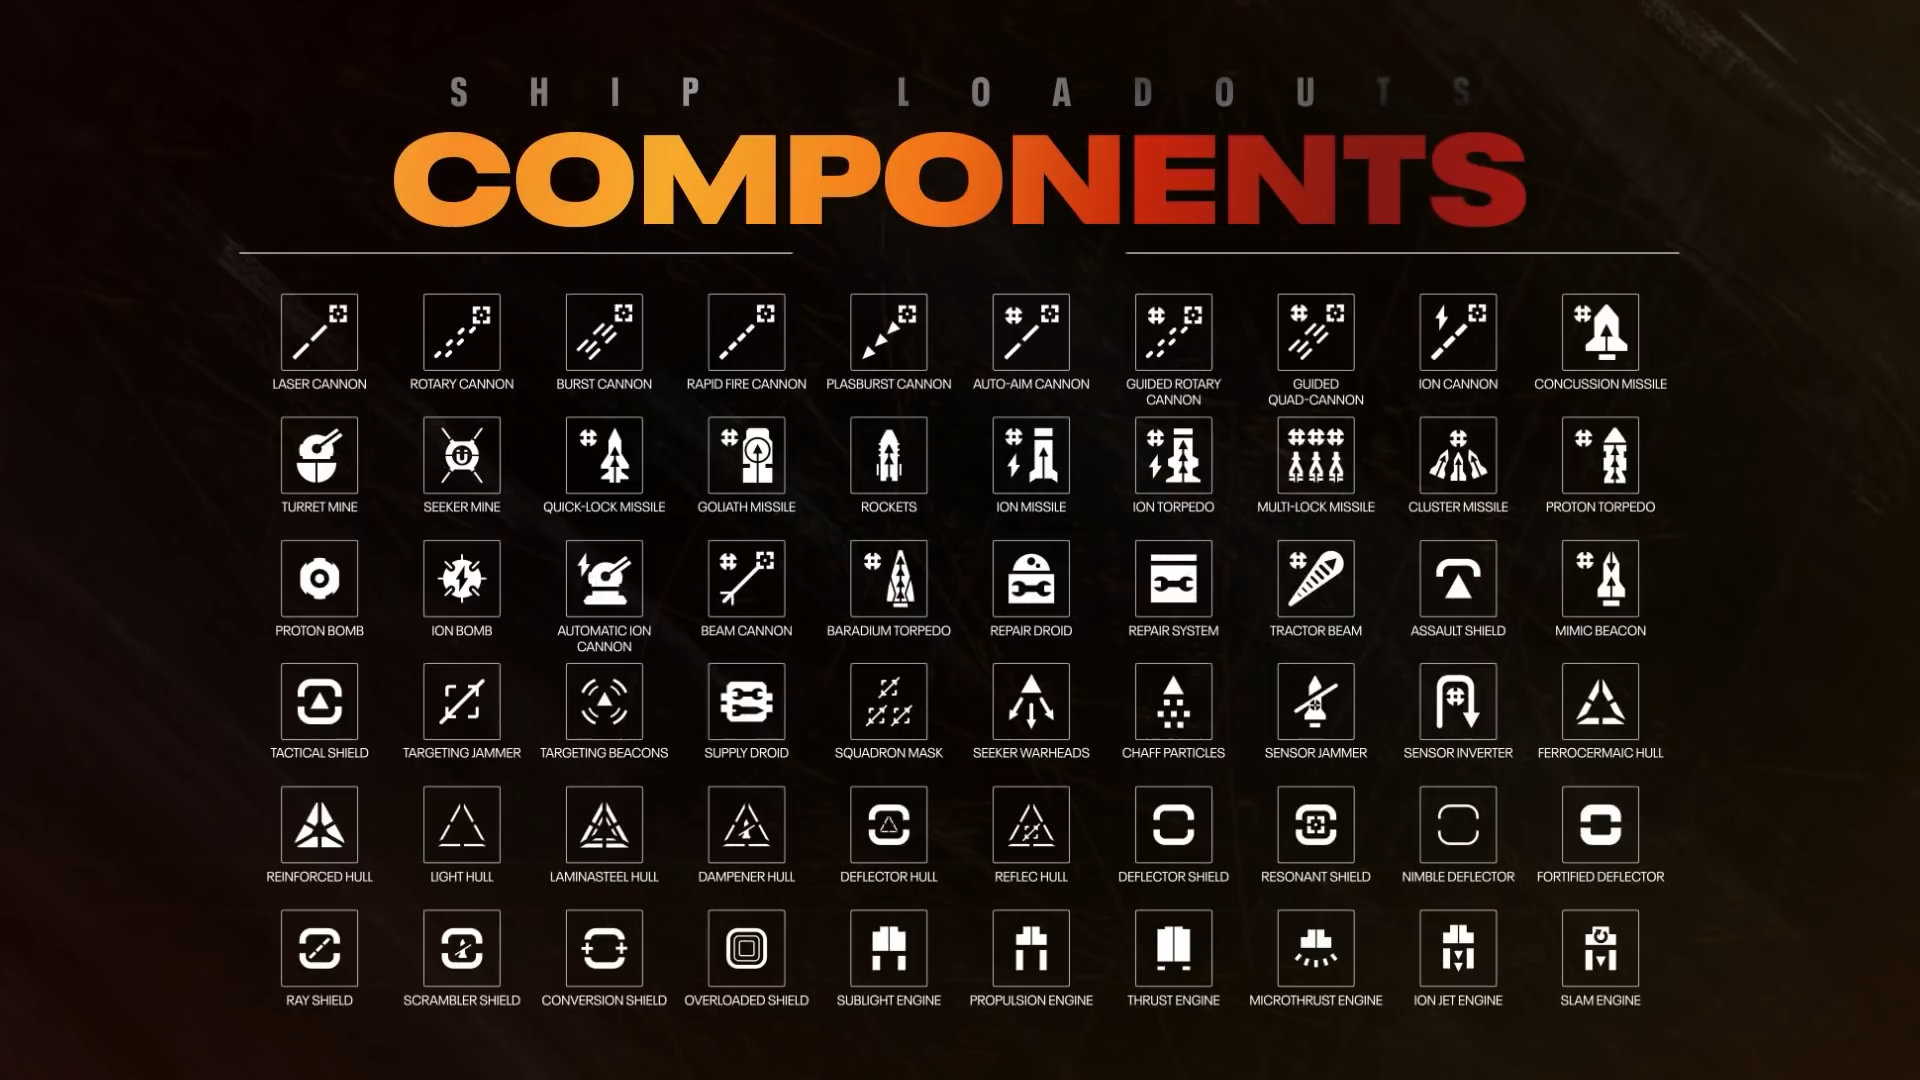 SHIP LOADOUTS
COMPONENTS
LASER CANNON
ROTARY CANNON
BURST CANNON
RAPID FIRE CANNON
PLASBURST CANNON
AUTO-AIM CANNON
GUIDED ROTARY
CANNON
GUIDED
QUAD-CANNON
ION CANNON
CONCUSSION MISSILE
TURRET MINE
SEEKER MINE
QUICK-LOCK MISSILE
GOLIATH MISSILE
ROCKETS
ION MISSILE
ION TORPEDO
MULTI-LOCK MISSILE
CLUSTER MISSILE
PROTON TORPEDO
PROTON BOMB
ION BOMB
AUTOMATIC ION
CANNON
BEAM CANNON
BARADIUM TORPEDO
REPAIR DROID
REPAIR SYSTEM
TRACTOR BEAM
ASSAULT SHIELD
MIMIC BEACON
TACTICAL SHIELD
TARGETING JAMMER
TARGETING BEACONS
SUPPLY DROID
SQUADRON MASK
SEEKER WARHEADS
CHAFF PARTICLES
SENSOR JAMMER
SENSOR INVERTER
FERROCERMAIC HULL
REINFORCED HULL
LIGHT HULL
LAMINASTEEL HULL
DAMPENER HULL
DEFLECTOR HULL
REFLEC HULL
DEFLECTOR SHIELD
RESONANT SHIELD
NIMBLE DEFLECTOR
FORTIFIED DEFLECTOR
RAY SHIELD
SCRAMBLER SHIELD
CONVERSION SHIELD
OVERLOADED SHIELD
SUBLIGHT ENGINE
PROPULSION ENGINE
THRUST ENGINE
MICROTHRUST ENGINE
ION JET ENGINE
SLAM ENGINE